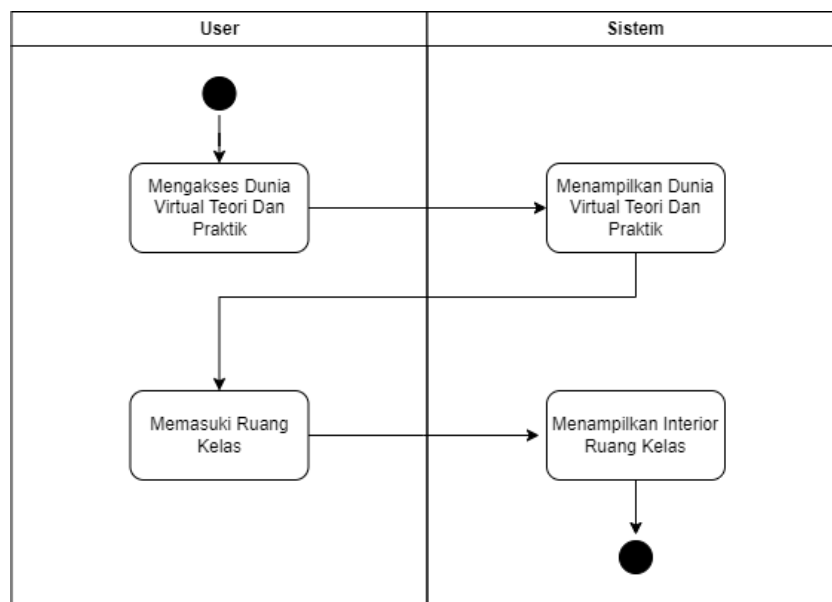 User
Sistem
Mengakses Dunia
Virtual Teori Dan
Praktik
Menampilkan Dunia
Virtual Teori Dan
Praktik
Memasuki Ruang
Kelas
Menampilkan Interior
Ruang Kelas